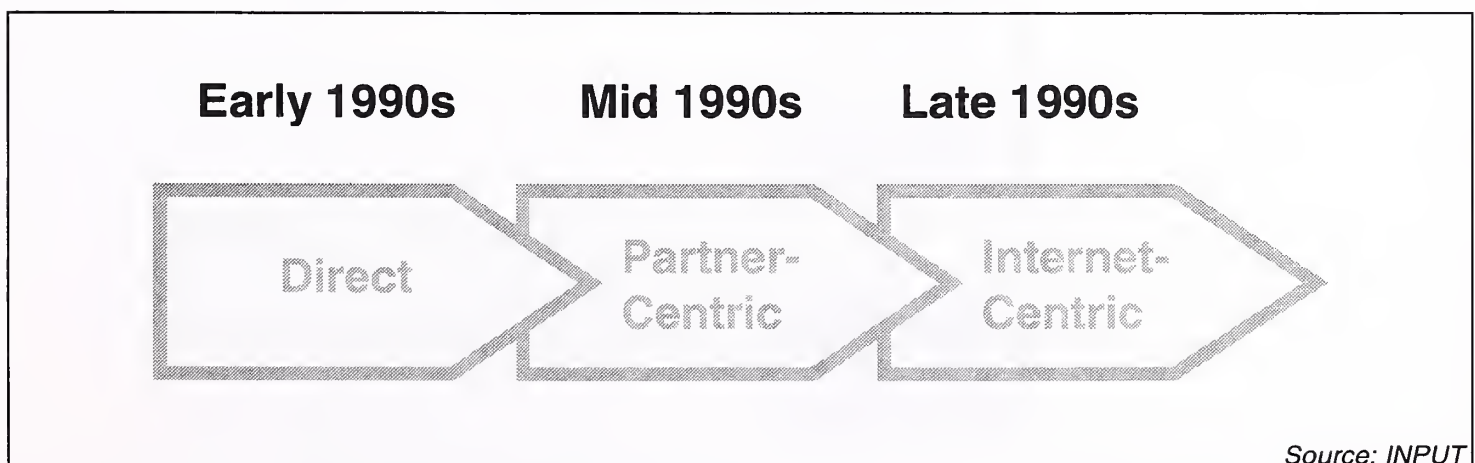 Early 1990s Mid 1990s Late 1990s
Direct
Partner-
Centric
Internet-
Centric
Source: INPUT